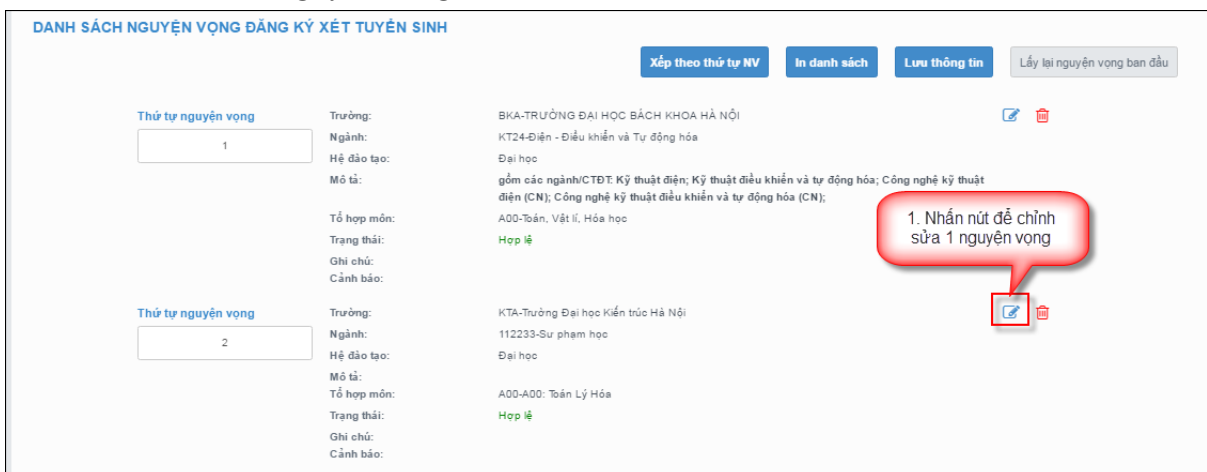 DANH SÁCH NGUYỆN VỌNG ĐĂNG KÝ XÉT TUYỂN SINH
Xếp theo thứ tự NV In danh sách Lưu thông tin Lấy lại nguyện vọng ban đầu
Thứ tự nguyện vọng Trường: BKA-TRƯỜNG ĐẠI HỌC BÁCH KHOA HÀ NỘI
1 Ngành: KT24-Điện - Điều khiển và Tự động hóa
Hệ đào tạo: Đại học
Mô tả: gồm các ngành/CTĐT: Kỹ thuật điện; Kỹ thuật điều khiển và tự động hóa; Công nghệ kỹ thuật
điện (CN); Công nghệ kỹ thuật điều khiển và tự động hóa (CN);
Tổ hợp môn: A00-Toán, Vật lí, Hóa học
Trạng thái: Hợp lệ
Ghi chú:
Cảnh báo:
1. Nhấn nút để chỉnh
sửa 1 nguyện vọng
Thứ tự nguyện vọng Trường: KTA-Trường Đại học Kiến trúc Hà Nội
2 Ngành: 112233-Sư phạm học
Hệ đào tạo: Đại học
Mô tả:
Tổ hợp môn: A00-A00: Toán Lý Hóa
Trạng thái: Hợp lệ
Ghi chú:
Cảnh báo: